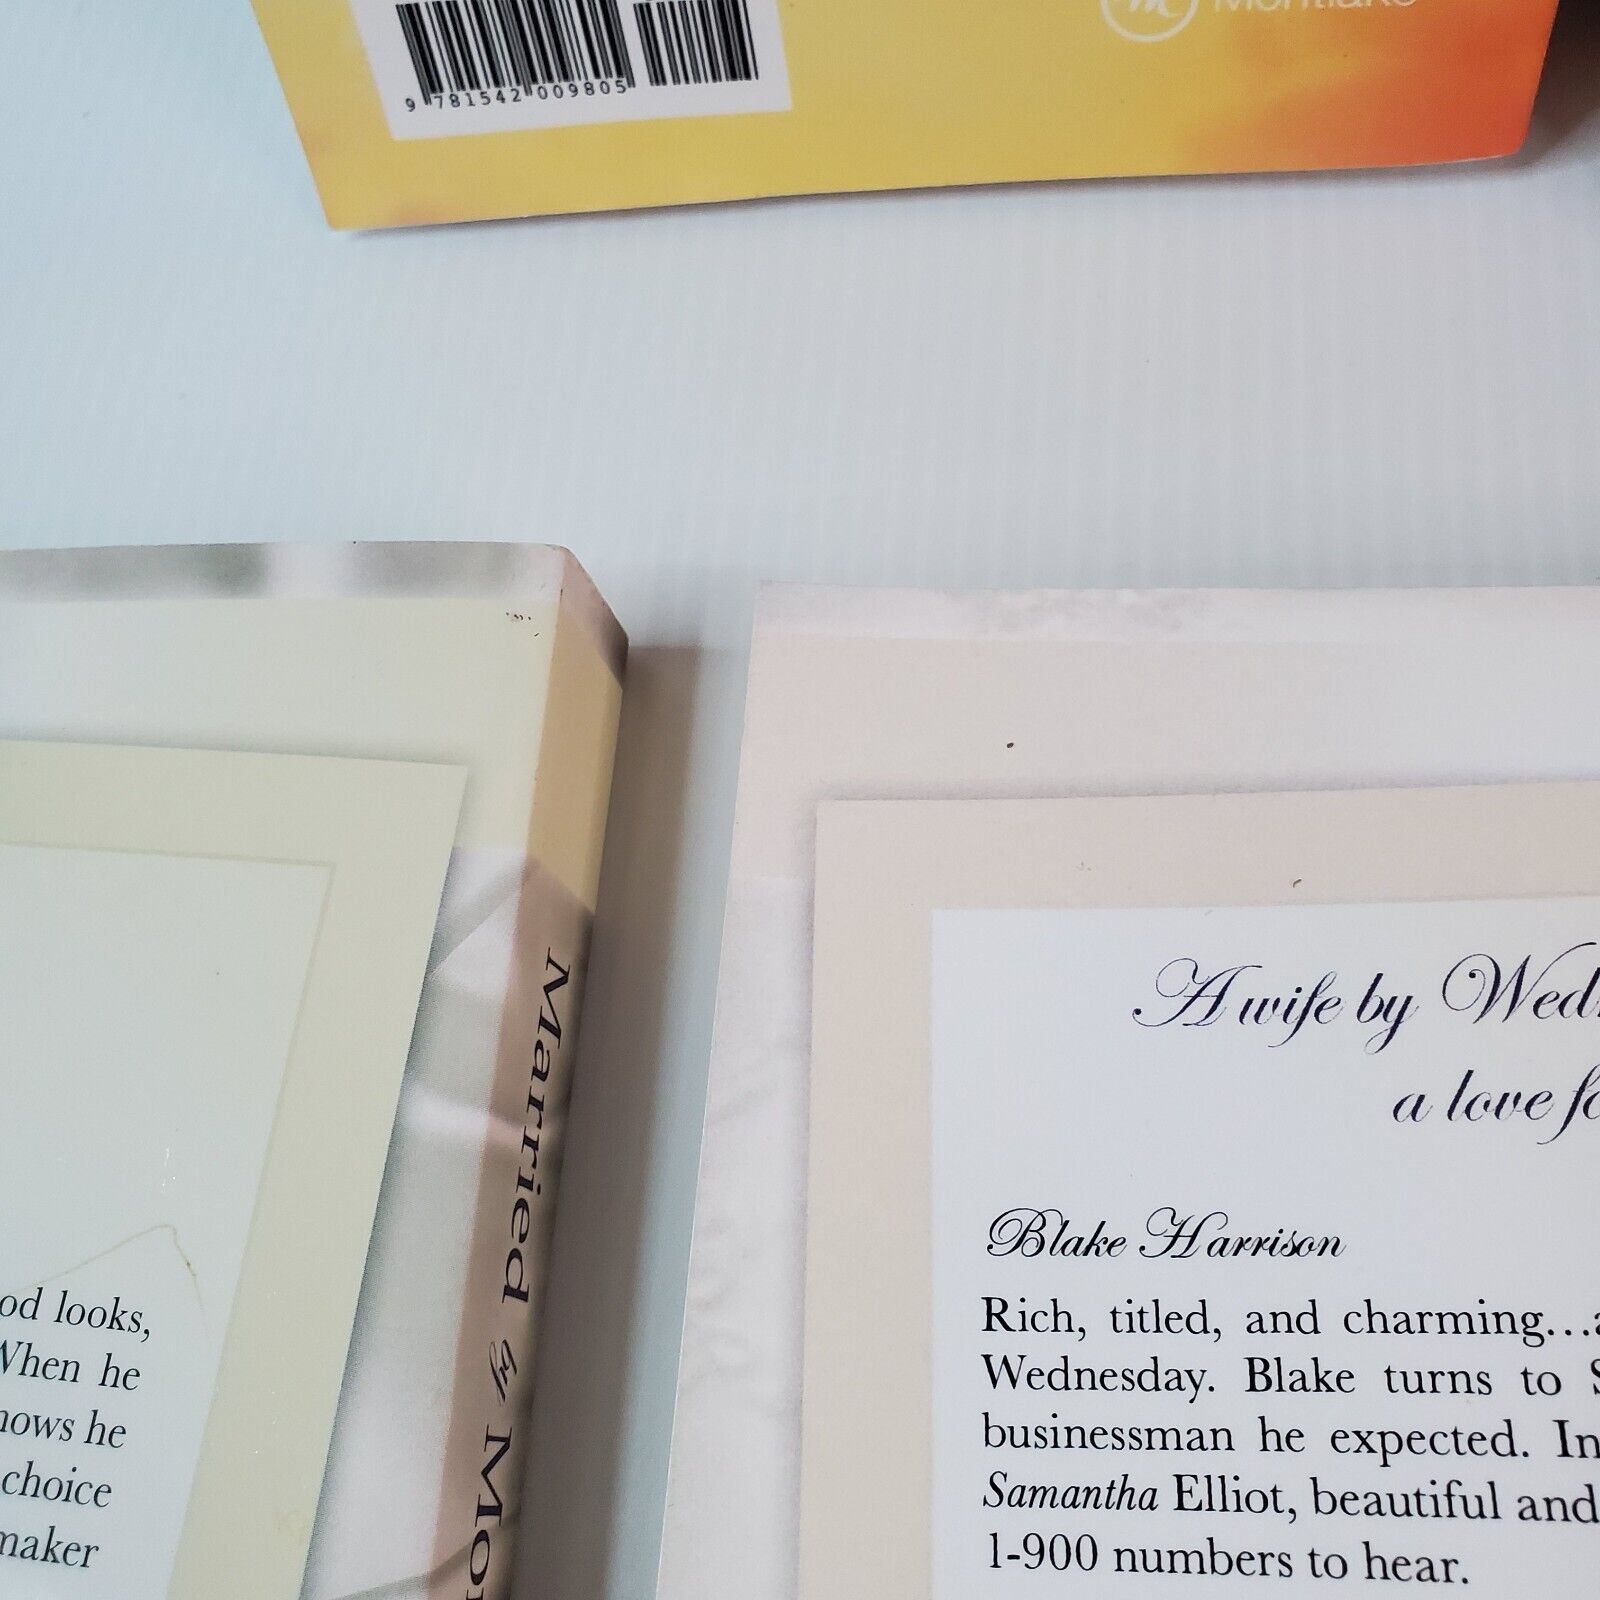 9 781542 009805
Montlake
Married by Mon
od looks,
When he
nows he
choice
maker
A wife by Wed
a love fo
Blake Harrison
Rich, titled, and charming...a
Wednesday. Blake turns to S
businessman he expected. In
Samantha Elliot, beautiful and
1-900 numbers to hear.